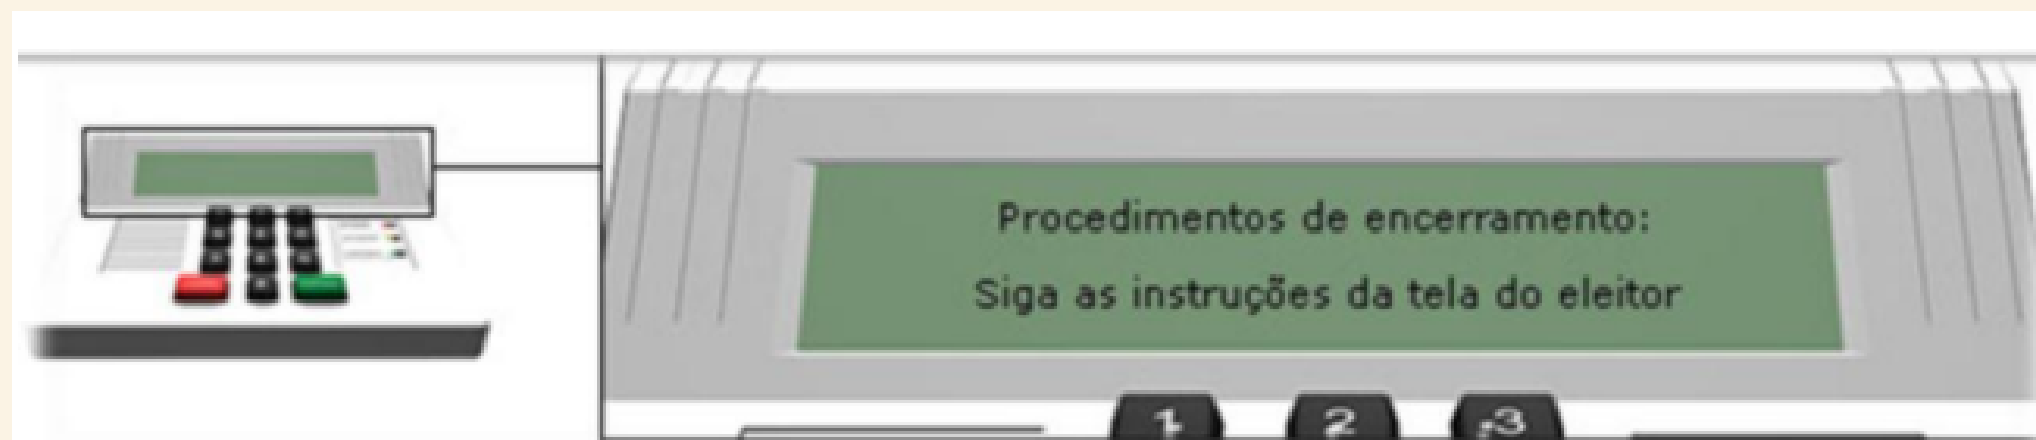 Procedimentos de encerramento:
Siga as instruções da tela do eleitor
1 2 3